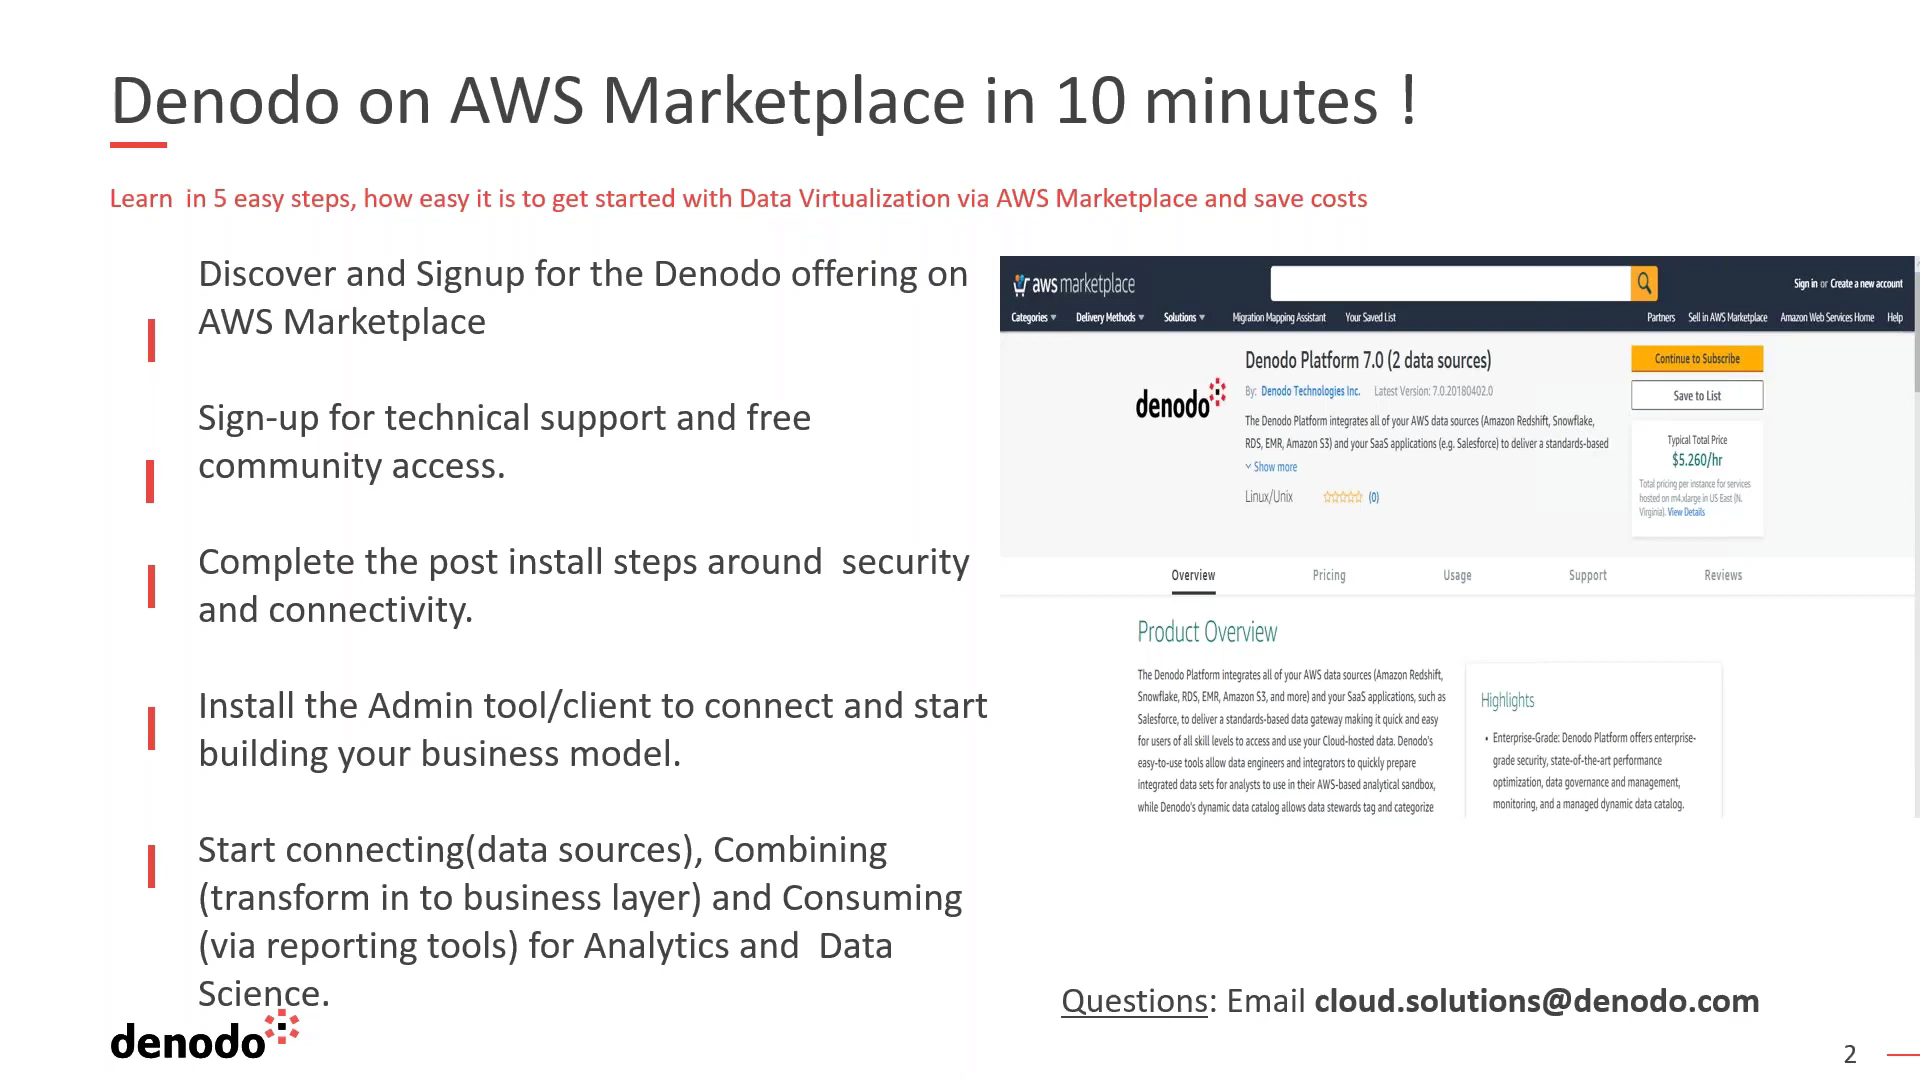 Denodo on AWS Marketplace in 10 minutes !
Learn  in 5 easy steps, how easy it is to get started with Data Virtualization via AWS Marketplace and save costs
Discover and Signup for the Denodo offering on
AWS Marketplace
Sign-up for technical support and free
community access.
Complete the post install steps around  security
and connectivity.
Install the Admin tool/client to connect and start
building your business model.
Start connecting(data sources), Combining
(transform in to business layer) and Consuming
(via reporting tools) for Analytics and  Data
Science.
aws marketplace
Sign in or Create a new account
Categories Delivery Methods Solutions Migration Mapping Assistant Your Saved List
Partners Sell in AWS Marketplace Amazon Web Services Home Help
denodo
Denodo Platform 7.0 (2 data sources)
By: Denodo Technologies Inc. Latest Version: 7.0.20180402.0
The Denodo Platform integrates all of your AWS data sources (Amazon Redshift, Snowflake,
RDS, EMR, Amazon S3) and your SaaS applications (e.g. Salesforce) to deliver a standards-based
Show more
Linux/Unix (0)
Continue to Subscribe
Save to List
Typical Total Price
$5.260/hr
Total pricing per instance for services
hosted on m4.xlarge in US East (N.
Virginia). View Details
Overview Pricing Usage Support Reviews
Product Overview
The Denodo Platform integrates all of your AWS data sources (Amazon Redshift,
Snowflake, RDS, EMR, Amazon S3, and more) and your SaaS applications, such as
Salesforce, to deliver a standards-based data gateway making it quick and easy
for users of all skill levels to access and use your Cloud-hosted data. Denodo's
easy-to-use tools allow data engineers and integrators to quickly prepare
integrated data sets for analysts to use in their AWS-based analytical sandbox,
while Denodo's dynamic data catalog allows data stewards tag and categorize
Highlights
• Enterprise-Grade: Denodo Platform offers enterprise-
grade security, state-of-the-art performance
optimization, data governance and management,
monitoring, and a managed dynamic data catalog.
Questions: Email cloud.solutions@denodo.com
denodo
2